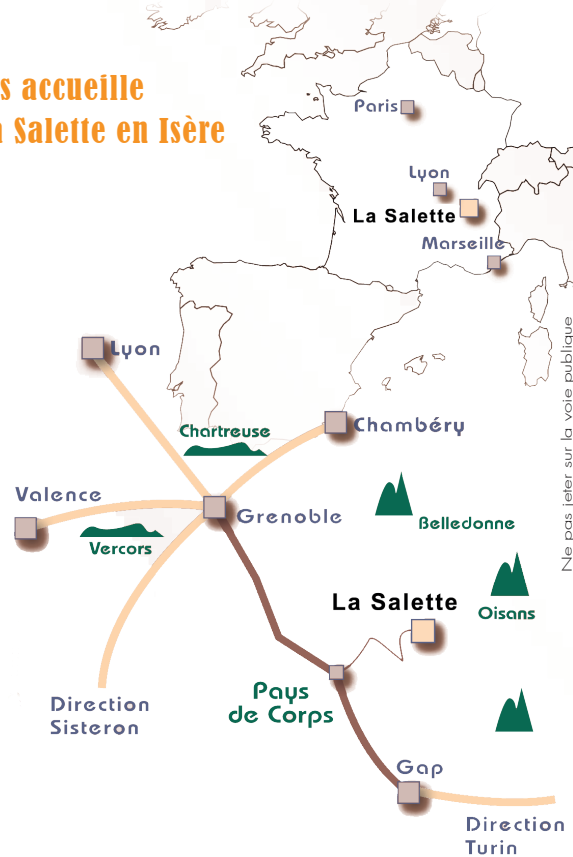 s accueille
Salette en Isère
Paris
Lyon
La Salette
Marseille
Ne pas jeter sur la voie publique
Lyon
Chartreuse
Chambéry
Valence
Grenoble
Belledonne
Vercors
La Salette
Oisans
Pays
de Corps
Direction
Sisteron
Gap
Direction
Turin